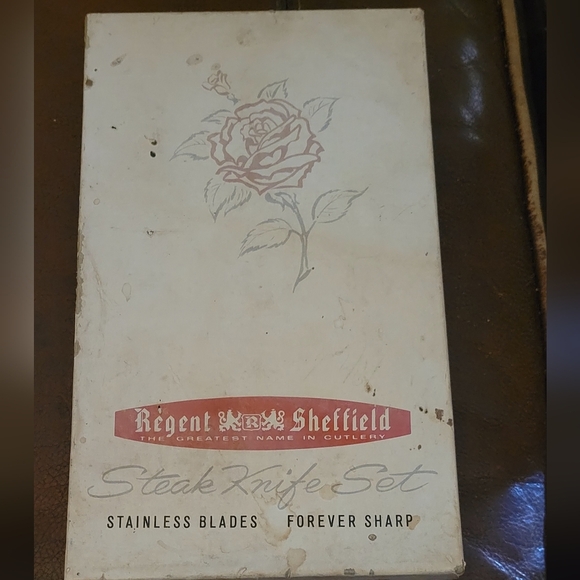 Regent R Sheffield
THE GREATEST NAME IN CUTLERY
Steak Knife Set
STAINLESS BLADES FOREVER SHARP